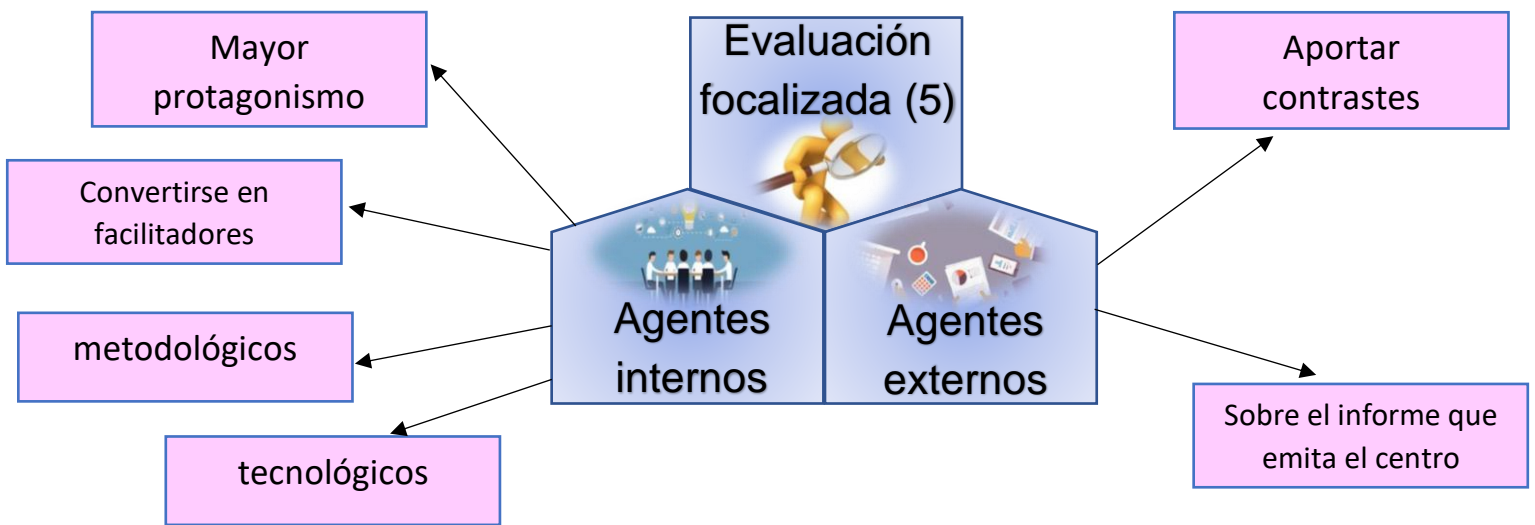 Mayor
protagonismo
Convertirse en
facilitadores
metodológicos
tecnológicos
Evaluación
focalizada (5)
Agentes
internos
Agentes
externos
Aportar
contrastes
Sobre el informe que
emita el centro